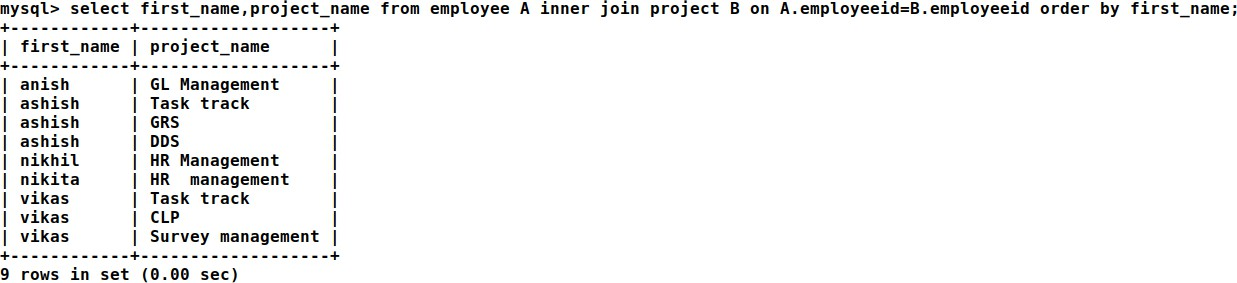 mysql> select first_name,project_name from employee A inner join project B on A.employeeid=B.employeeid order by first_name;
+------------+-------------------+
| first_name | project_name      |
+------------+-------------------+
| anish      | GL Management     |
| ashish     | Task track        |
| ashish     | GRS               |
| ashish     | DDS               |
| nikhil     | HR Management     |
| nikita     | HR  management    |
| vikas      | Task track        |
| vikas      | CLP               |
| vikas      | Survey management |
+------------+-------------------+
9 rows in set (0.00 sec)